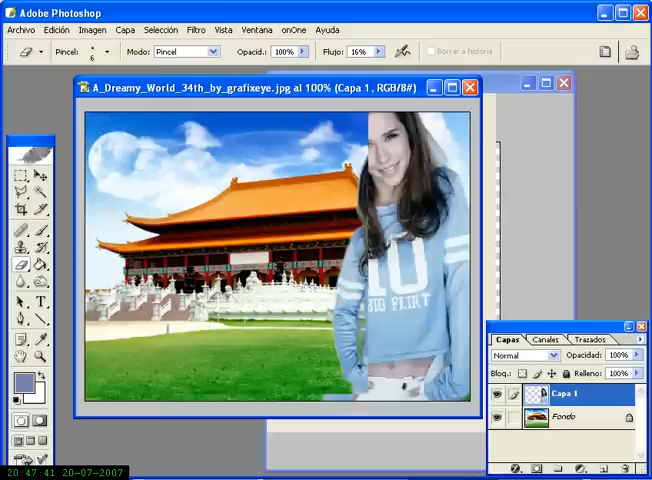 Adobe Photoshop
Archivo Edición Imagen Capa Selección Filtro Vista Ventana onOne Ayuda
Pincel: 6 Modo: Pincel Opacid.: 100% Flujo: 16% Borrar a historia
A_Dreamy_World_34th_by_grafixeye.jpg al 100% (Capa 1, RGB/8#)
10
BIG FLIRT
Capas Canales Trazados
Normal Opacidad: 100%
Bloq.: Relleno: 100%
Capa 1
Fondo
20:47:41 20-07-2007